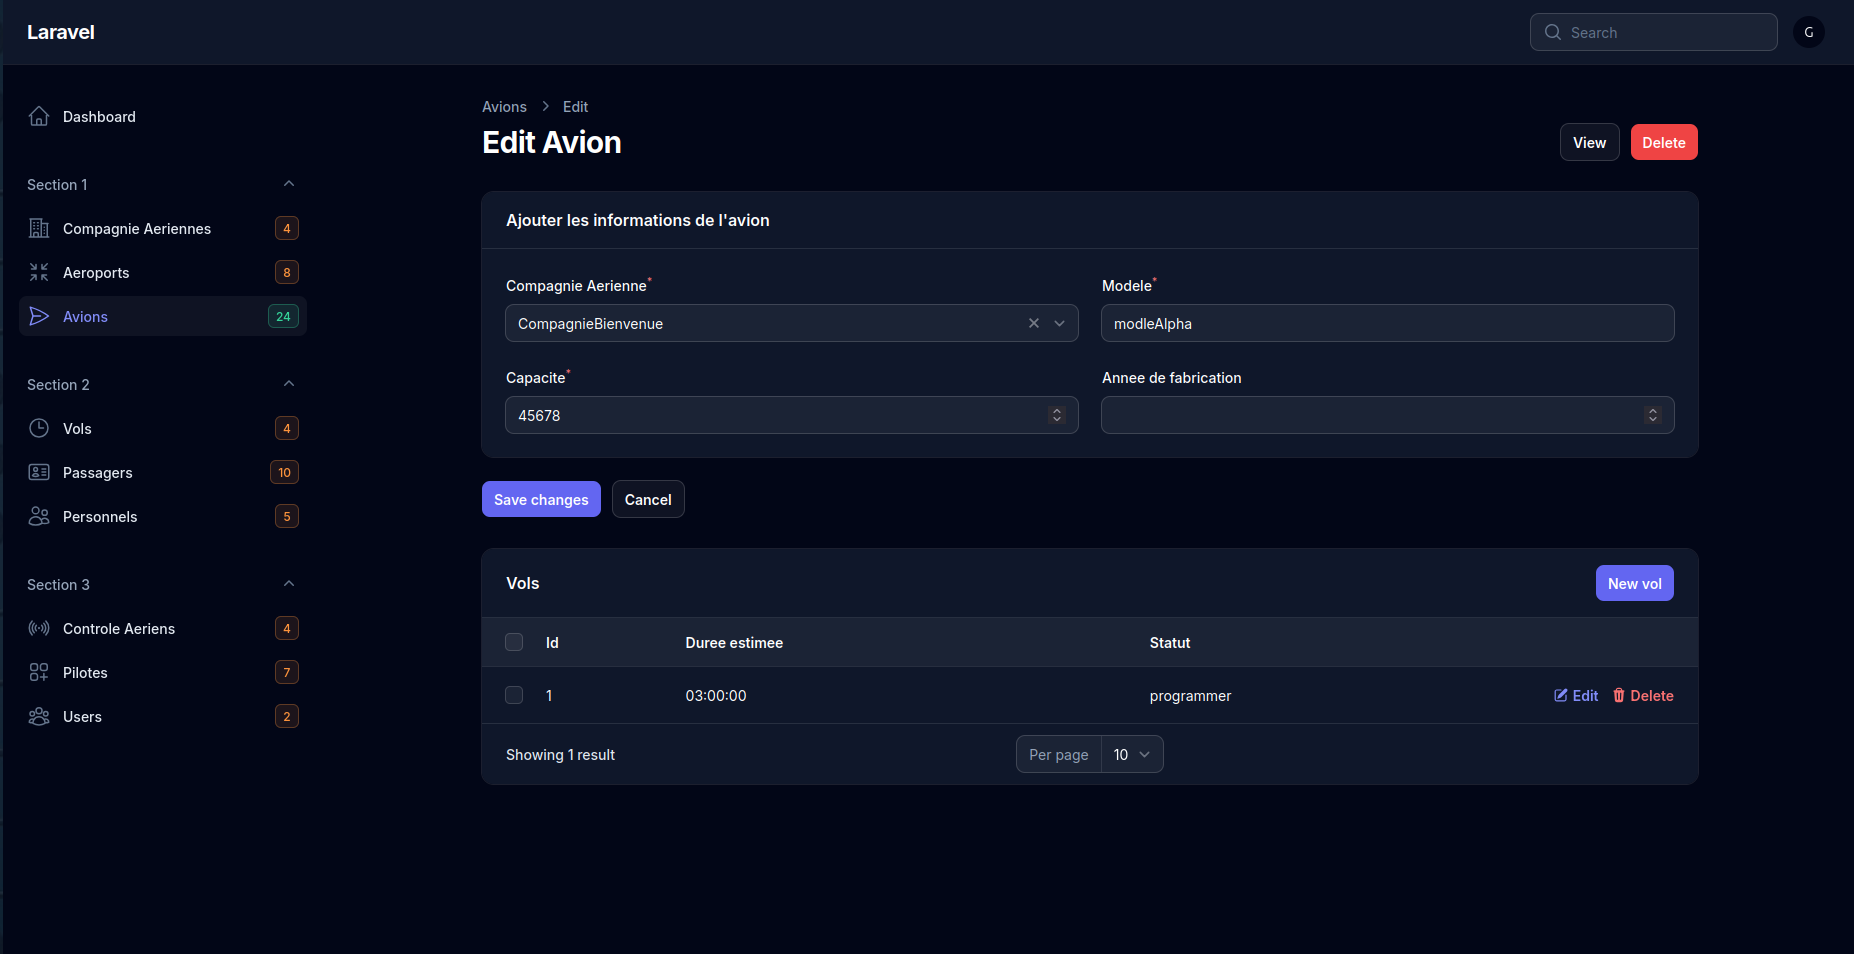 Laravel
Search
G
Dashboard
Section 1
Compagnie Aeriennes 4
Aeroports 8
Avions 24
Section 2
Vols 4
Passagers 10
Personnels 5
Section 3
Controle Aeriens 4
Pilotes 7
Users 2
Avions > Edit
Edit Avion
View
Delete
Ajouter les informations de l'avion
Compagnie Aerienne*
CompagnieBienvenue
Modele*
modleAlpha
Capacite*
45678
Annee de fabrication
Save changes
Cancel
Vols
New vol
Id Duree estimee Statut
1 03:00:00 programmer Edit Delete
Showing 1 result
Per page 10